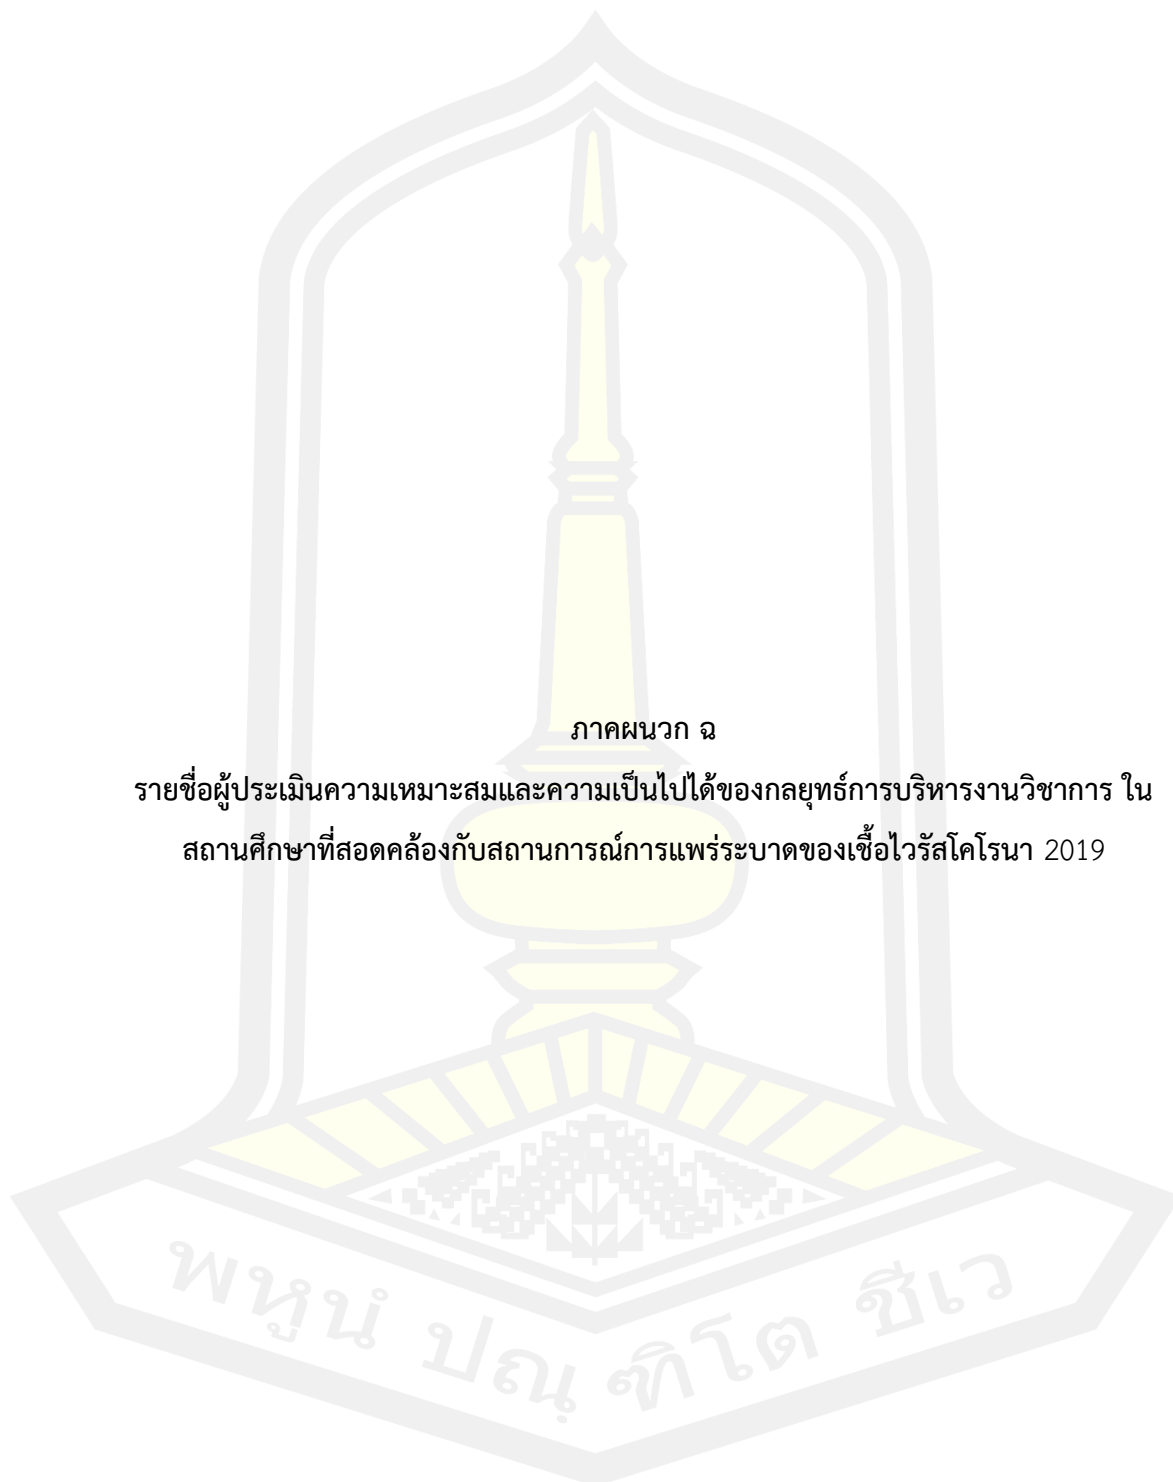 ภาคผนวก ฉ
รายชื่อผู้ประเมินความเหมาะสมและความเป็นไปได้ของกลยุทธ์การบริหารงานวิชาการ ใน
สถานศึกษาที่สอดคล้องกับสถานการณ์การแพร่ระบาดของเชื้อไวรัสโคโรนา 2019
พหูนํ ปณฺฑิโต ชีเว